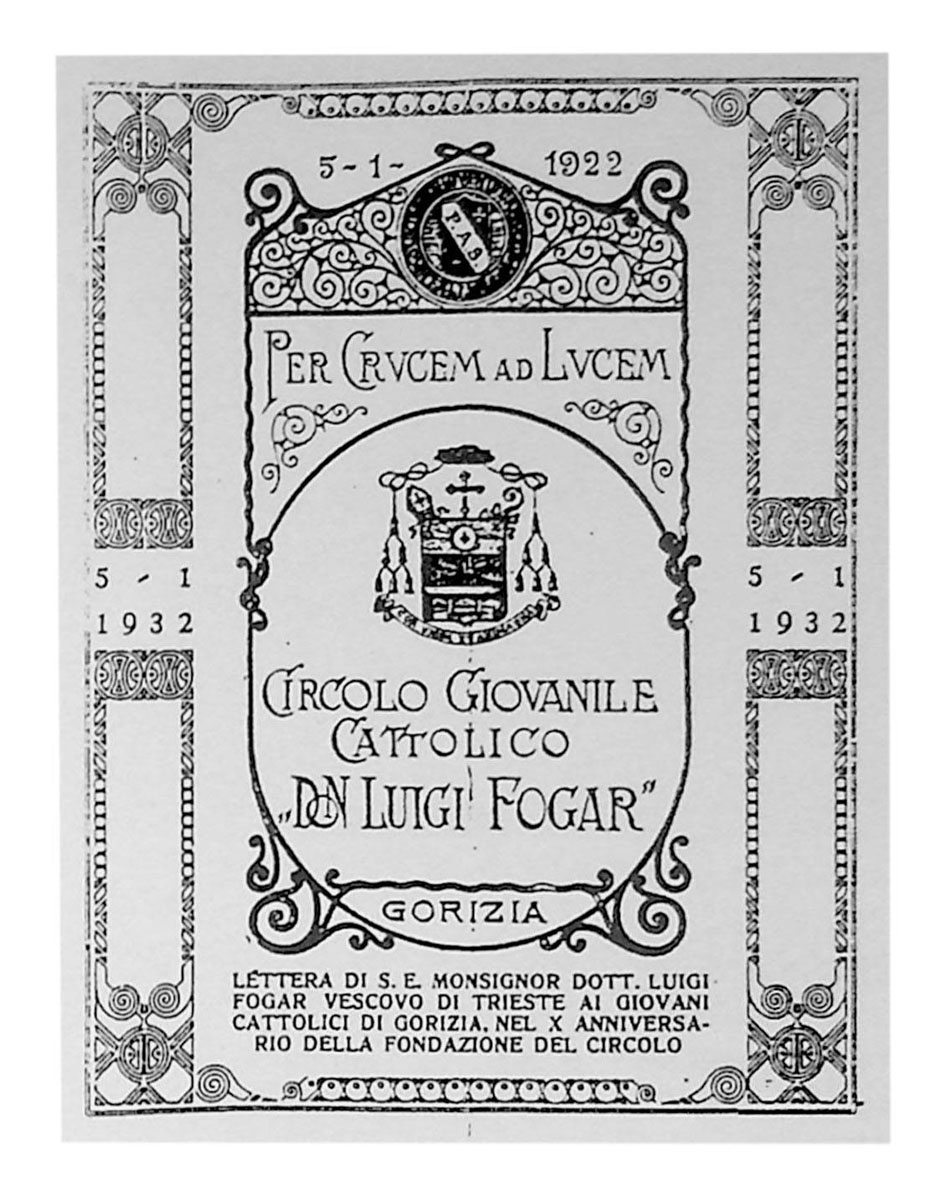 5-1- 1922
P.A.B.
PER CRVCEM AD LVCEM
5 - 1
1932
5 - 1
1932
CIRCOLO GIOVANILE
CATTOLICO
„DON LUIGI FOGAR"
GORIZIA
LETTERA DI S. E. MONSIGNOR DOTT. LUIGI
FOGAR VESCOVO DI TRIESTE AI GIOVANI
CATTOLICI DI GORIZIA, NEL X ANNIVERSA-
RIO DELLA FONDAZIONE DEL CIRCOLO